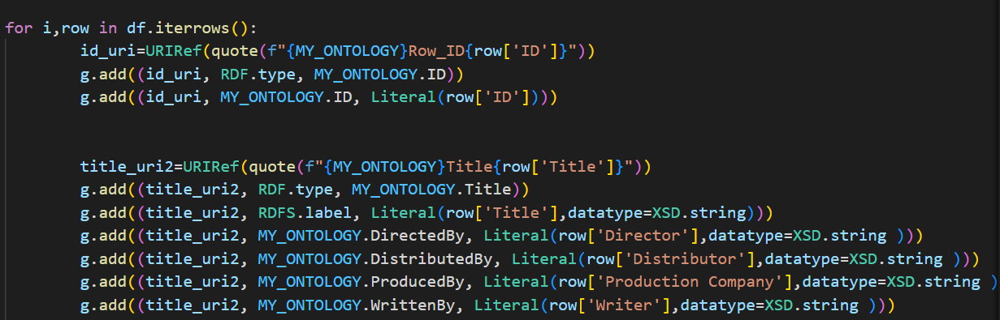 for i,row in df.iterrows():
id_uri=URIRef(quote(f"{MY_ONTOLOGY}Row_ID{row['ID']}"))
g.add((id_uri, RDF.type, MY_ONTOLOGY.ID))
g.add((id_uri, MY_ONTOLOGY.ID, Literal(row['ID'])))
title_uri2=URIRef(quote(f"{MY_ONTOLOGY}Title{row['Title']}"))
g.add((title_uri2, RDF.type, MY_ONTOLOGY.Title))
g.add((title_uri2, RDFS.label, Literal(row['Title'],datatype=XSD.string)))
g.add((title_uri2, MY_ONTOLOGY.DirectedBy, Literal(row['Director'],datatype=XSD.string )))
g.add((title_uri2, MY_ONTOLOGY.DistributedBy, Literal(row['Distributor'],datatype=XSD.string )))
g.add((title_uri2, MY_ONTOLOGY.ProducedBy, Literal(row['Production Company'],datatype=XSD.string )
g.add((title_uri2, MY_ONTOLOGY.WrittenBy, Literal(row['Writer'],datatype=XSD.string )))